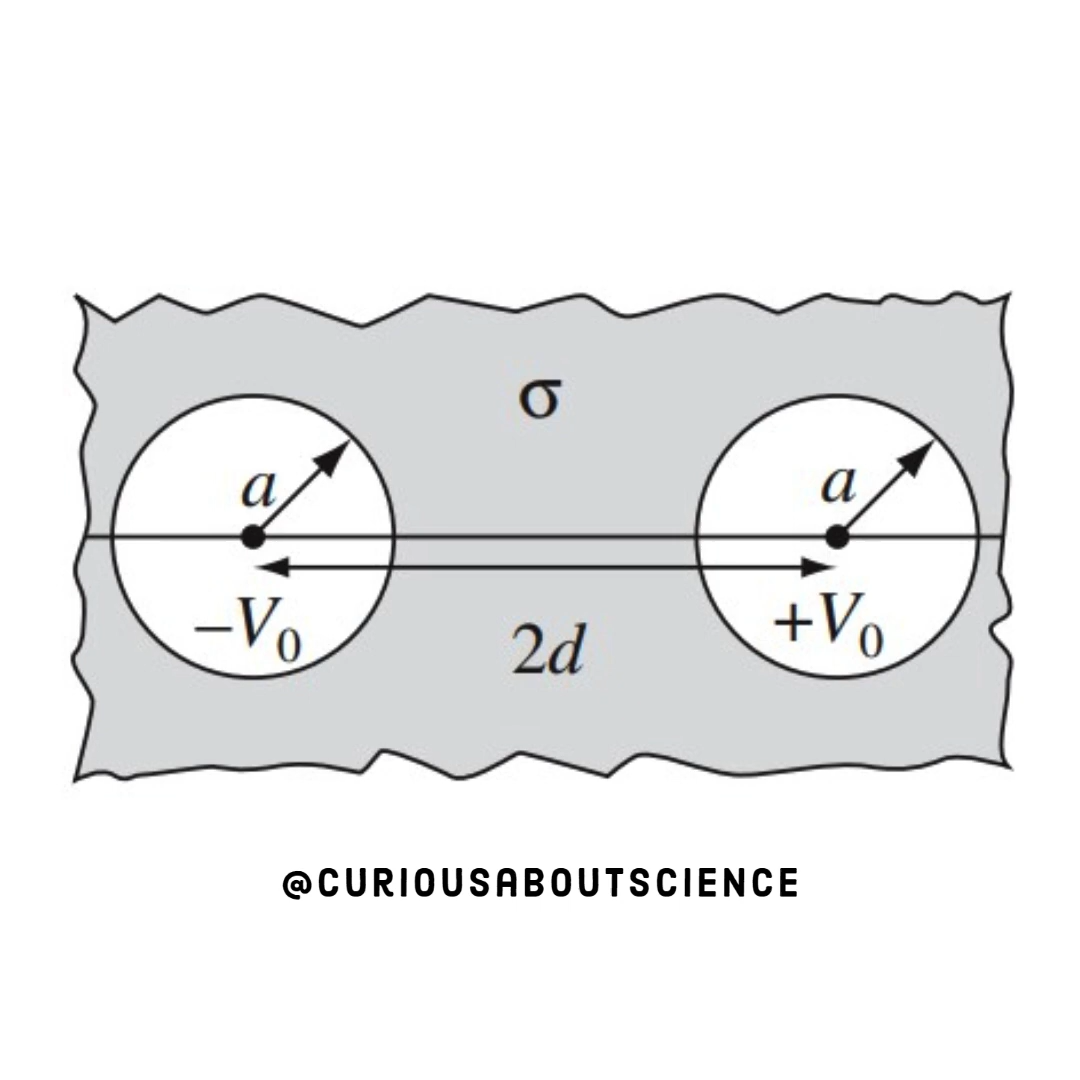 σ
a
a
–V₀
+V₀
2d
@CURIOUSABOUTSCIENCE